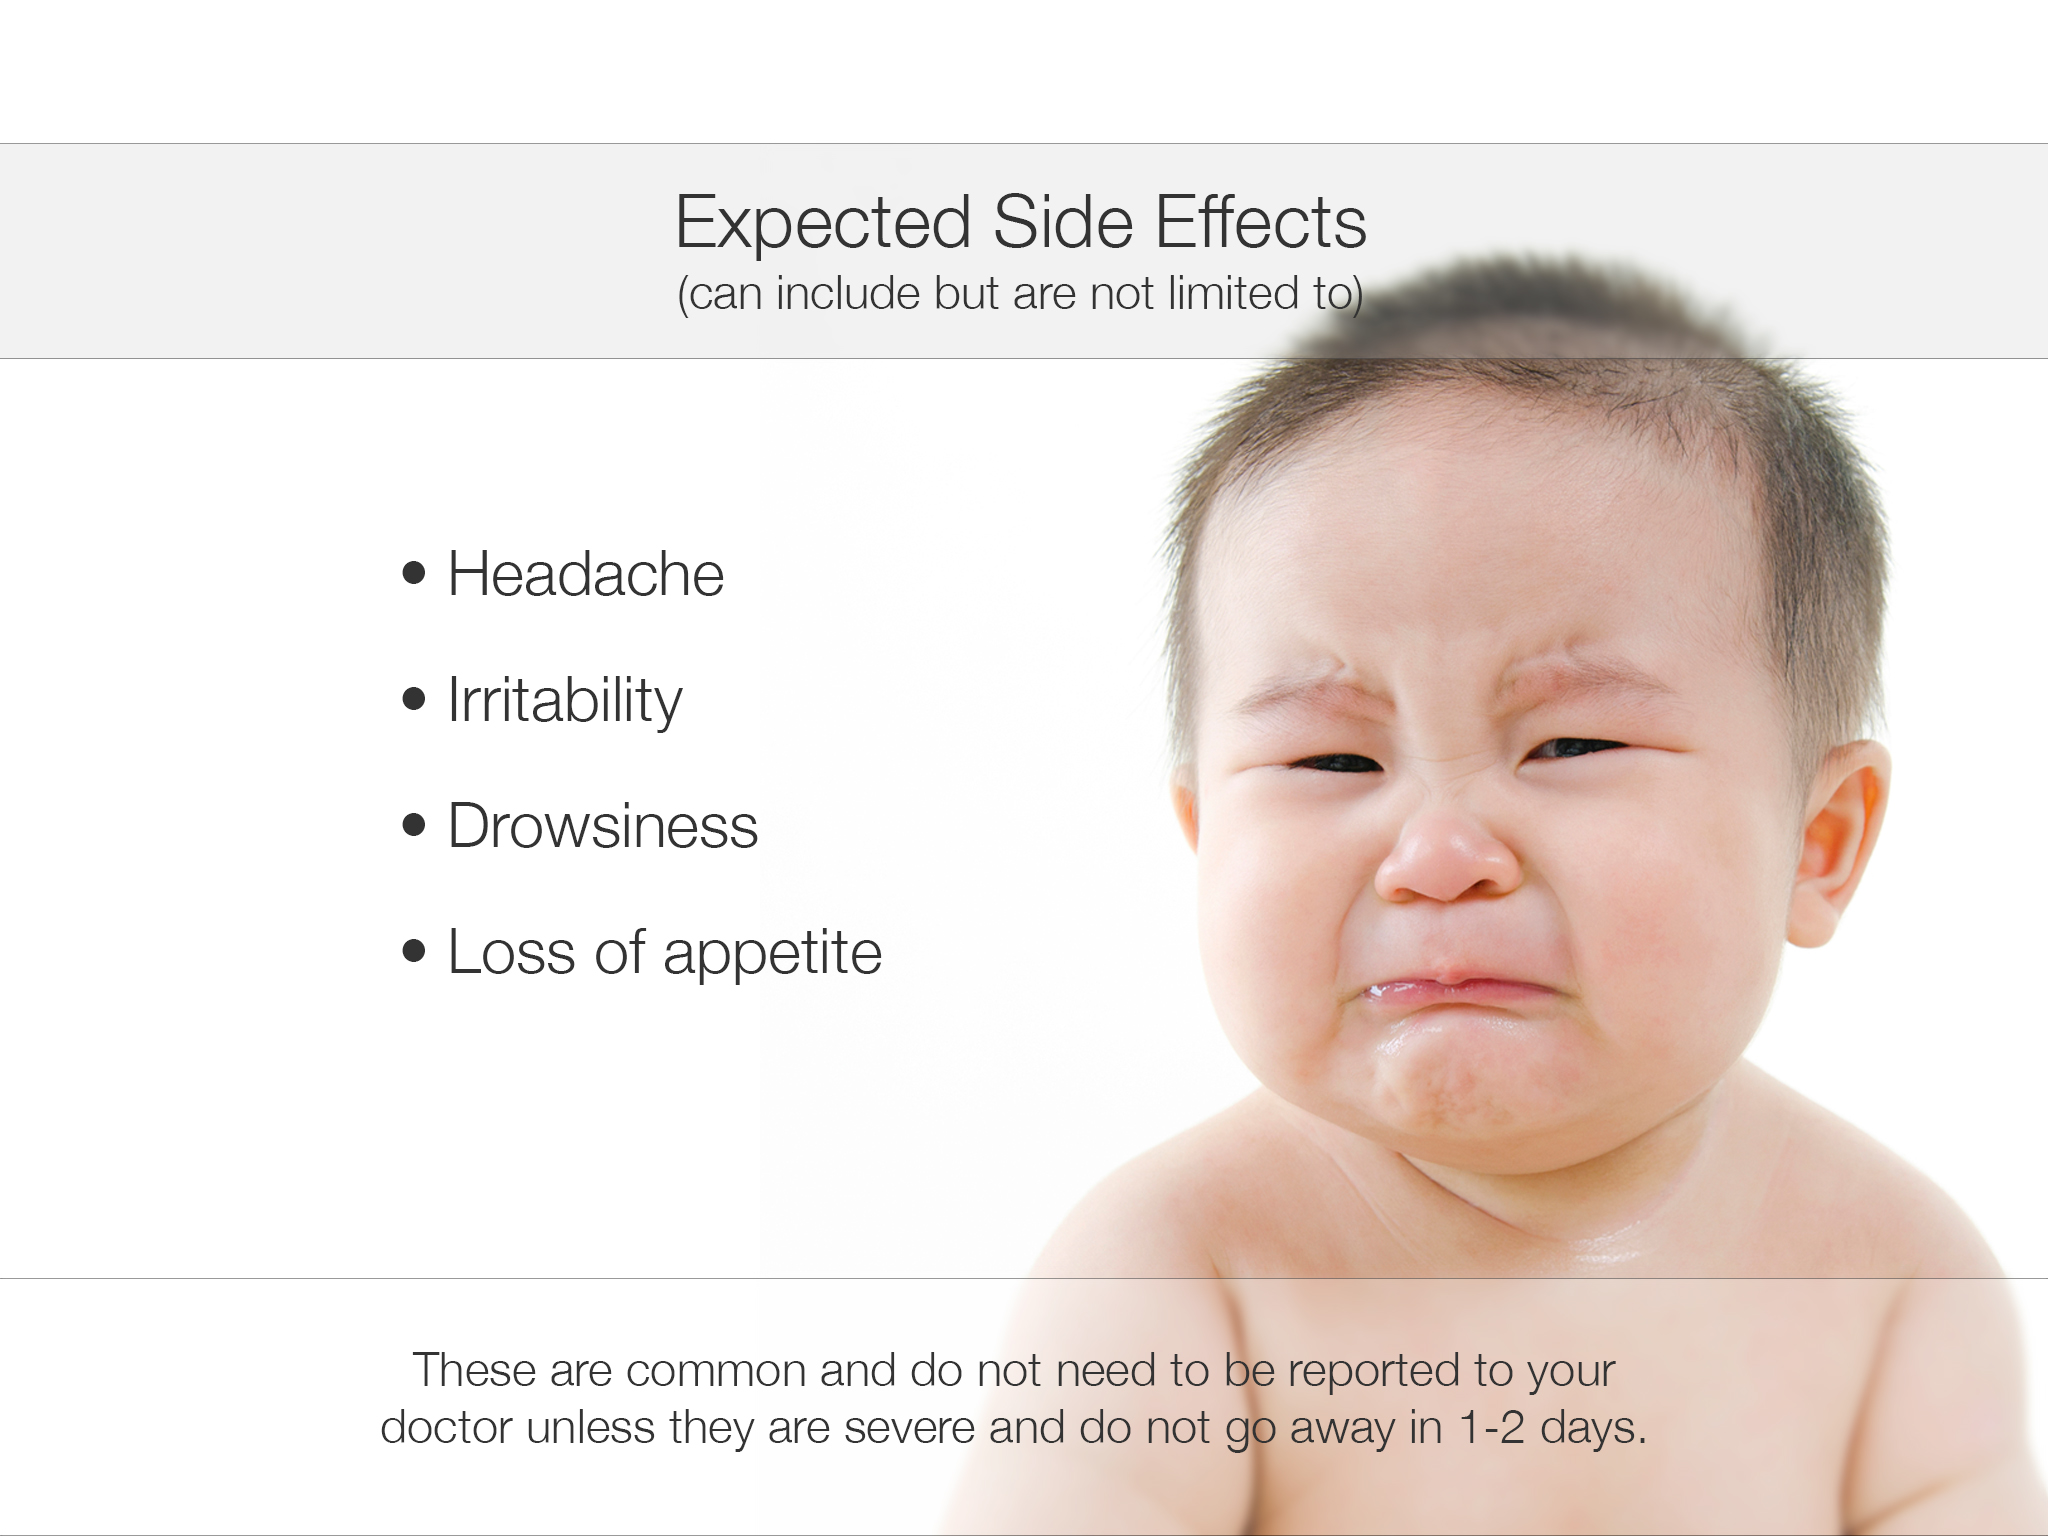 Expected Side Effects
(can include but are not limited to)
• Headache
• Irritability
• Drowsiness
• Loss of appetite
These are common and do not need to be reported to your
doctor unless they are severe and do not go away in 1-2 days.